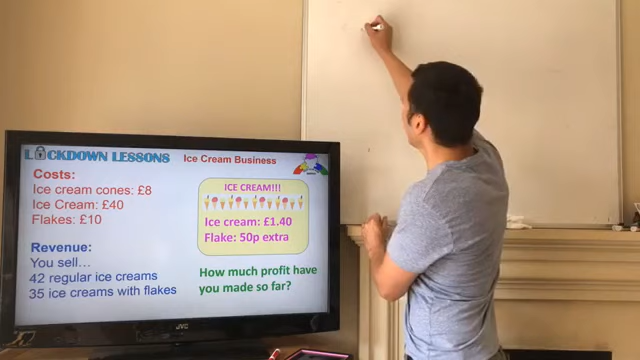 LOCKDOWN LESSONS
Ice Cream Business
Costs:
Ice cream cones: £8
Ice Cream: £40
Flakes: £10
ICE CREAM!!!
Ice cream: £1.40
Flake: 50p extra
Revenue:
You sell...
42 regular ice creams
35 ice creams with flakes
How much profit have
you made so far?
JVC